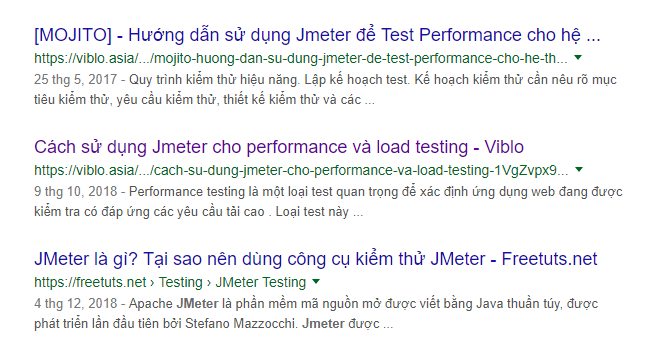 [MOJITO] - Hướng dẫn sử dụng Jmeter để Test Performance cho hệ ...
https://viblo.asia/.../mojito-huong-dan-su-dung-jmeter-de-test-performance-cho-he-th...
25 thg 5, 2017 - Quy trình kiểm thử hiệu năng. Lập kế hoạch test. Kế hoạch kiểm thử cần nêu rõ mục
tiêu kiểm thử, yêu cầu kiểm thử, thiết kế kiểm thử và các ...
Cách sử dụng Jmeter cho performance và load testing - Viblo
https://viblo.asia/.../cach-su-dung-jmeter-cho-performance-va-load-testing-1VgZvpx9...
9 thg 10, 2018 - Performance testing là một loại test quan trọng để xác định ứng dụng web đang được
kiểm tra có đáp ứng các yêu cầu tải cao . Loại test này ...
JMeter là gì? Tại sao nên dùng công cụ kiểm thử JMeter - Freetuts.net
https://freetuts.net › Testing › JMeter Testing
4 thg 12, 2018 - Apache JMeter là phần mềm mã nguồn mở được viết bằng Java thuần túy, được
phát triển lần đầu tiên bởi Stefano Mazzocchi. Jmeter được ...